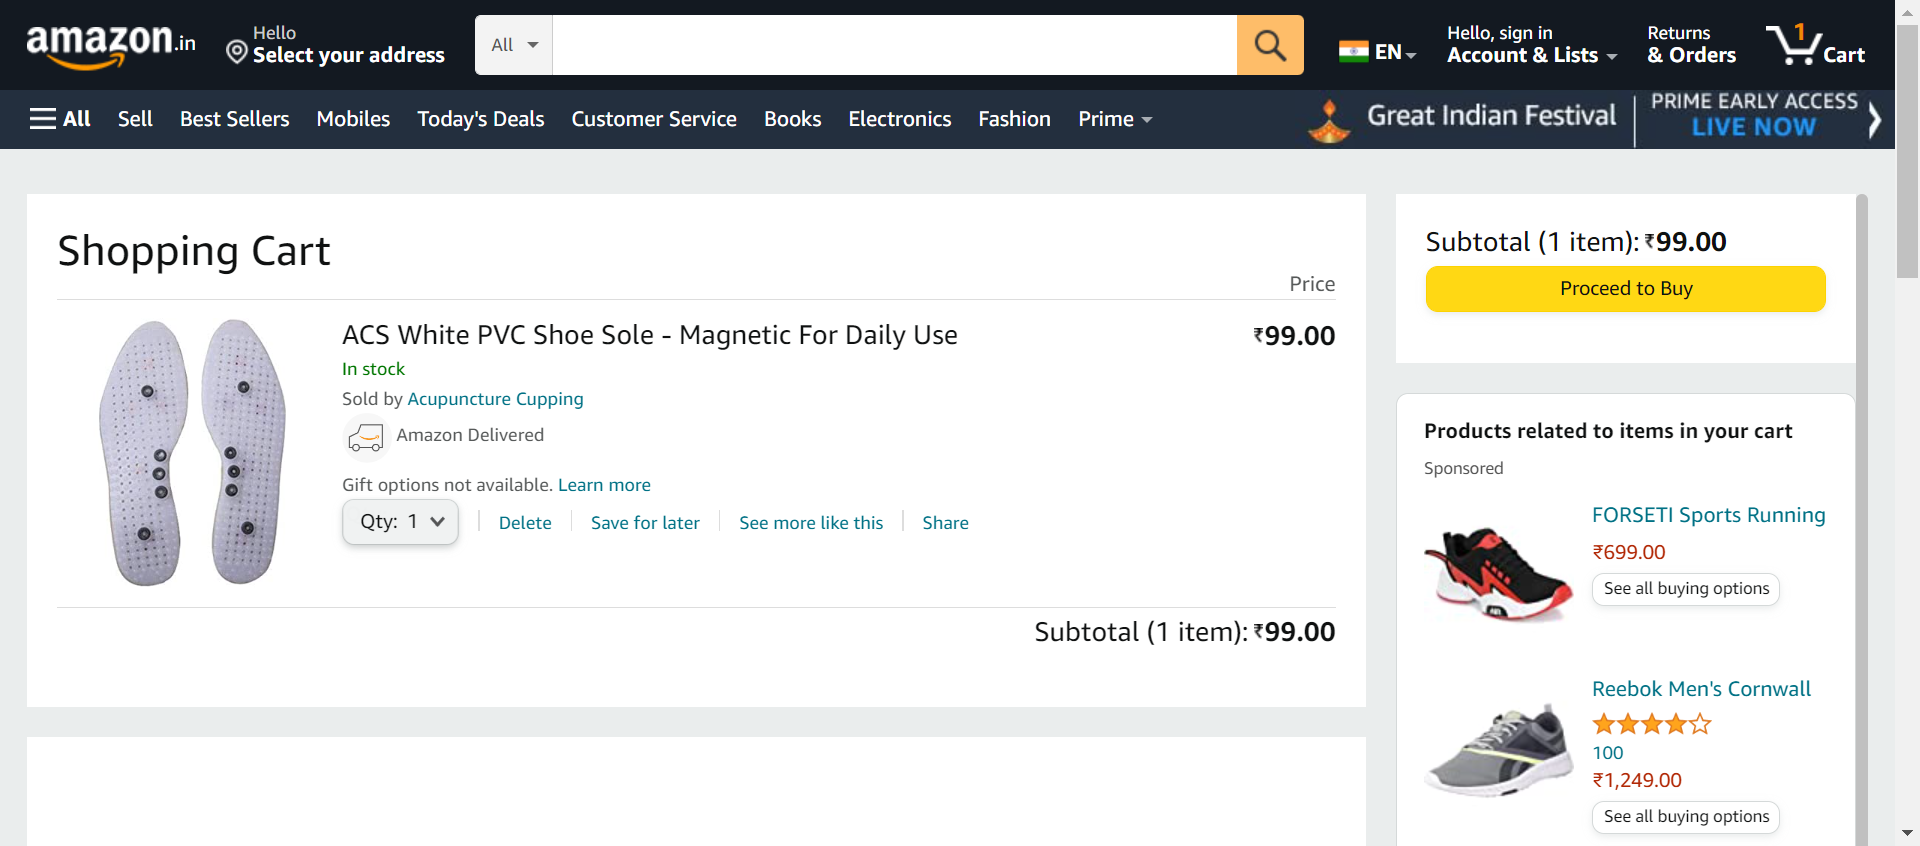 amazon.in
Hello
Select your address
All
EN
Hello, sign in
Account & Lists
Returns
& Orders
1
Cart
All
Sell
Best Sellers
Mobiles
Today's Deals
Customer Service
Books
Electronics
Fashion
Prime
Great Indian Festival
PRIME EARLY ACCESS
LIVE NOW
Shopping Cart
Price
ACS White PVC Shoe Sole - Magnetic For Daily Use
₹99.00
In stock
Sold by Acupuncture Cupping
Amazon Delivered
Gift options not available. Learn more
Qty: 1
Delete
Save for later
See more like this
Share
Subtotal (1 item): ₹99.00
Subtotal (1 item): ₹99.00
Proceed to Buy
Products related to items in your cart
Sponsored
FORSETI Sports Running
₹699.00
See all buying options
Reebok Men's Cornwall
100
₹1,249.00
See all buying options